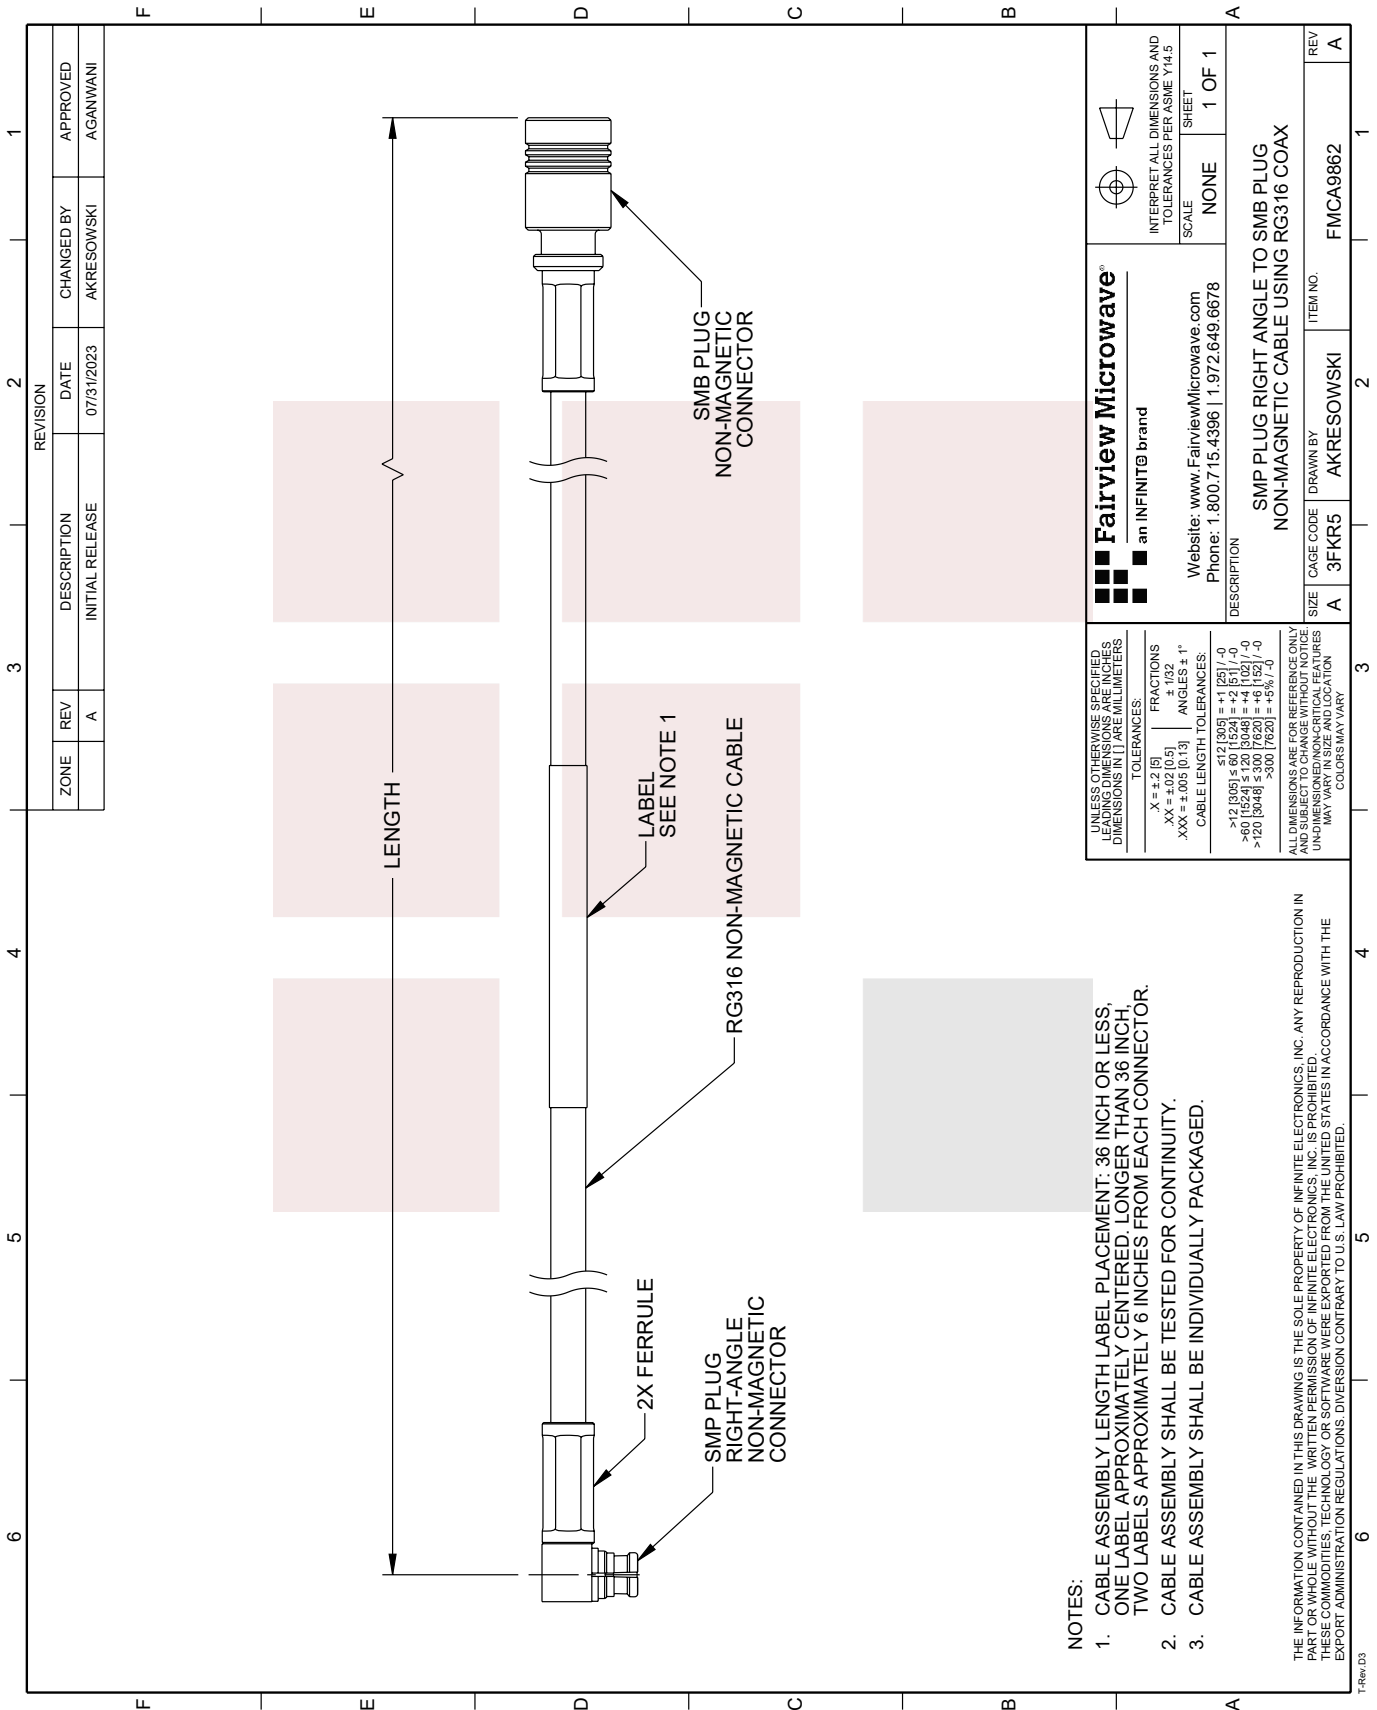 6
5
4
3
2
1
REVISION
ZONE
REV
DESCRIPTION
DATE
CHANGED BY
APPROVED
A
INITIAL RELEASE
07/31/2023
AKRESOWSKI
AGANWANI
F
F
E
E
D
D
C
C
B
B
A
A
LENGTH
2X FERRULE
SMP PLUG
RIGHT-ANGLE
NON-MAGNETIC
CONNECTOR
LABEL
SEE NOTE 1
RG316 NON-MAGNETIC CABLE
SMB PLUG
NON-MAGNETIC
CONNECTOR
NOTES:
1. CABLE ASSEMBLY LENGTH LABEL PLACEMENT: 36 INCH OR LESS,
ONE LABEL APPROXIMATELY CENTERED. LONGER THAN 36 INCH,
TWO LABELS APPROXIMATELY 6 INCHES FROM EACH CONNECTOR.
2. CABLE ASSEMBLY SHALL BE TESTED FOR CONTINUITY.
3. CABLE ASSEMBLY SHALL BE INDIVIDUALLY PACKAGED.
THE INFORMATION CONTAINED IN THIS DRAWING IS THE SOLE PROPERTY OF INFINITE ELECTRONICS, INC. ANY REPRODUCTION IN
PART OR WHOLE WITHOUT THE WRITTEN PERMISSION OF INFINITE ELECTRONICS, INC. IS PROHIBITED.
THESE COMMODITIES, TECHNOLOGY OR SOFTWARE WERE EXPORTED FROM THE UNITED STATES IN ACCORDANCE WITH THE
EXPORT ADMINISTRATION REGULATIONS. DIVERSION CONTRARY TO U.S. LAW PROHIBITED.
UNLESS OTHERWISE SPECIFIED
LEADING DIMENSIONS ARE INCHES
DIMENSIONS IN [ ] ARE MILLIMETERS
TOLERANCES:
.X = ±.2 [5]
.XX = ±.02 [0.5]
.XXX = ±.005 [0.13]
FRACTIONS
± 1/32
ANGLES ± 1°
CABLE LENGTH TOLERANCES:
≤12 [305] = +1 [25] / -0
>12 [305] ≤ 60 [1524] = +2 [51] / -0
>60 [1524] ≤ 120 [3048] = +4 [102] / -0
>120 [3048] ≤ 300 [7620] = +6 [152] / -0
>300 [7620] = +5% / -0
ALL DIMENSIONS ARE FOR REFERENCE ONLY
AND SUBJECT TO CHANGE WITHOUT NOTICE.
UN-DIMENSIONED/NON-CRITICAL FEATURES
MAY VARY IN SIZE AND LOCATION
COLORS MAY VARY
Fairview Microwave®
an INFINIT℮ brand
Website: www.FairviewMicrowave.com
Phone: 1.800.715.4396 | 1.972.649.6678
INTERPRET ALL DIMENSIONS AND
TOLERANCES PER ASME Y14.5
SCALE
NONE
SHEET
1 OF 1
DESCRIPTION
SMP PLUG RIGHT ANGLE TO SMB PLUG
NON-MAGNETIC CABLE USING RG316 COAX
SIZE
A
CAGE CODE
3FKR5
DRAWN BY
AKRESOWSKI
ITEM NO.
FMCA9862
REV
A
T-Rev.D3
6
5
4
3
2
1